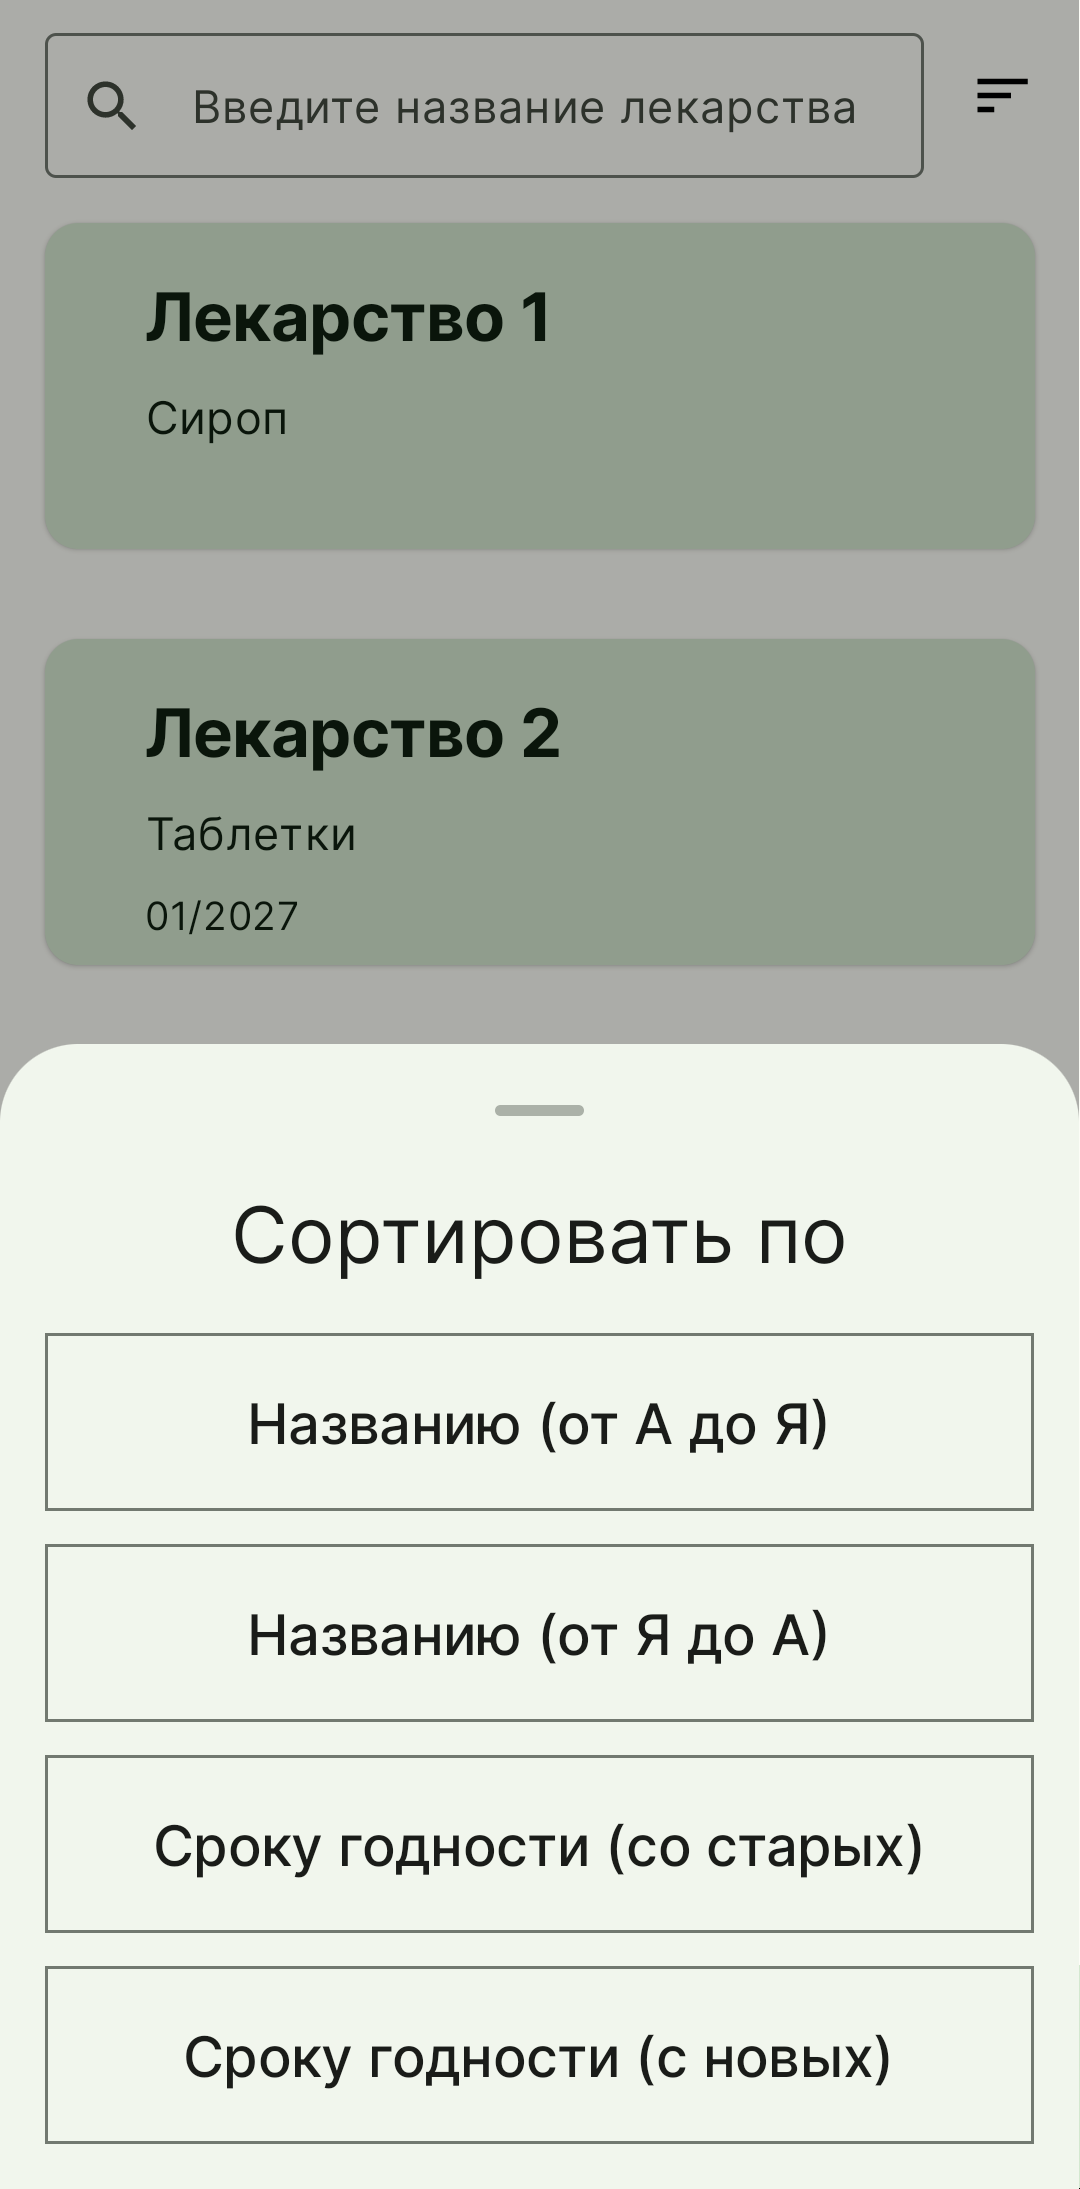 Введите название лекарства
Лекарство 1
Сироп
Лекарство 2
Таблетки
01/2027
Сортировать по
Названию (от А до Я)
Названию (от Я до А)
Сроку годности (со старых)
Сроку годности (с новых)